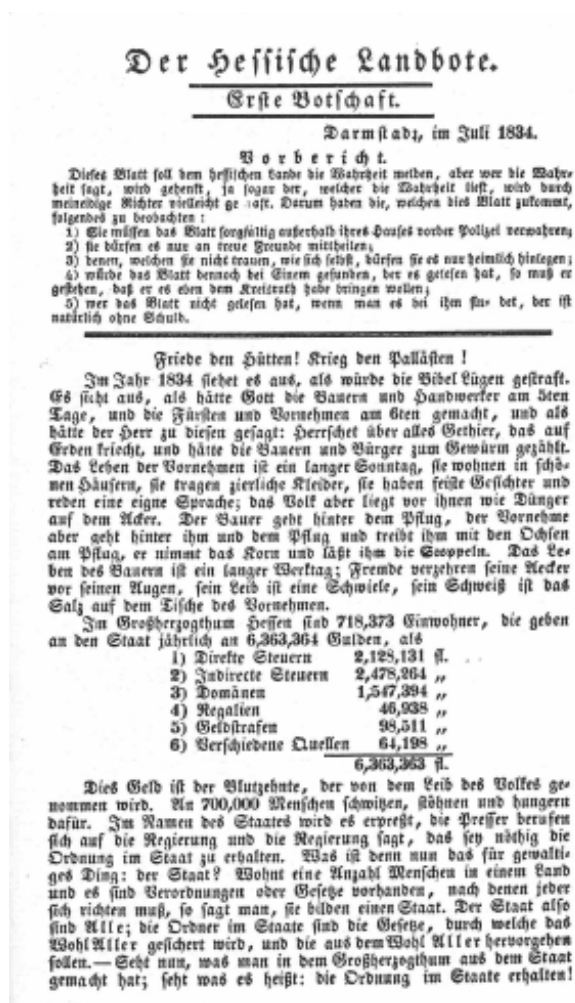 Der Hessische Landbote.
Erste Botschaft.
Darmstadt, im Juli 1834.
Vorbericht.
Dieses Blatt soll dem hessischen Lande die Wahrheit melden, aber wer die Wahr-
heit sagt, wird gehenkt, ja sogar der, welcher die Wahrheit liest, wird durch
meineidige Richter vielleicht ge aft. Darum haben die, welchen dies Blatt zukommt,
folgendes zu beobachten:
1) Sie müssen das Blatt sorgfältig außerhalb ihres Hauses vor der Polizei verwahren;
2) sie dürfen es nur an treue Freunde mittheilen;
3) denen, welchen sie nicht trauen, wie sich selbst, dürfen sie es nur heimlich hinlegen;
4) würde das Blatt dennoch bei Einem gefunden, der es gelesen hat, so muß er
gestehen, daß er es eben dem Kreisrath habe bringen wollen;
5) wer das Blatt nicht gelesen hat, wenn man es bei ihm fin- det, der ist
natürlich ohne Schuld.
Friede den Hütten! Krieg den Pallästen!
Im Jahr 1834 siehet es aus, als würde die Bibel Lügen gestraft.
Es sieht aus, als hätte Gott die Bauern und Handwerker am 5ten
Tage, und die Fürsten und Vornehmen am 6ten gemacht, und als
hätte der Herr zu diesen gesagt: Herrschet über alles Gethier, das auf
Erden kriecht, und hätte die Bauern und Bürger zum Gewürm gezählt.
Das Leben der Vornehmen ist ein langer Sonntag, sie wohnen in schö-
nen Häusern, sie tragen zierliche Kleider, sie haben feiste Gesichter und
reden eine eigne Sprache; das Volk aber liegt vor ihnen wie Dünger
auf dem Acker. Der Bauer geht hinter dem Pflug, der Vornehme
aber geht hinter ihm und dem Pflug und treibt ihm mit den Ochsen
am Pflug, er nimmt das Korn und läßt ihm die Stoppeln. Das Le-
ben des Bauern ist ein langer Werktag; Fremde verzehren seine Aecker
vor seinen Augen, sein Leib ist eine Schwiele, sein Schweiß ist das
Salz auf dem Tische des Vornehmen.
Im Großherzogthum Hessen sind 718,373 Einwohner, die geben
an den Staat jährlich an 6,363,364 Gulden, als
1) Direkte Steuern 2,128,131 fl.
2) Indirecte Steuern 2,478,264 „
3) Domänen 1,547,394 „
4) Regalien 46,938 „
5) Geldstrafen 98,511 „
6) Verschiedene Quellen 64,198 „
6,363,363 fl.
Dies Geld ist der Blutzehnte, der von dem Leib des Volkes ge-
nommen wird. An 700,000 Menschen schwitzen, stöhnen und hungern
dafür. Im Namen des Staates wird es erpreßt, die Presser berufen
sich auf die Regierung und die Regierung sagt, das sey nöthig die
Ordnung im Staat zu erhalten. Was ist denn nun das für gewalti-
ges Ding: der Staat? Wohnt eine Anzahl Menschen in einem Land
und es sind Verordnungen oder Gesetze vorhanden, nach denen jeder
sich richten muß, so sagt man, sie bilden einen Staat. Der Staat also
sind Alle; die Ordner im Staate sind die Gesetze, durch welche das
Wohl Aller gesichert wird, und die aus dem Wohl Aller hervorgehen
sollen. — Seht nun, was man in dem Großherzogthum aus dem Staat
gemacht hat; seht was es heißt: die Ordnung im Staate erhalten!